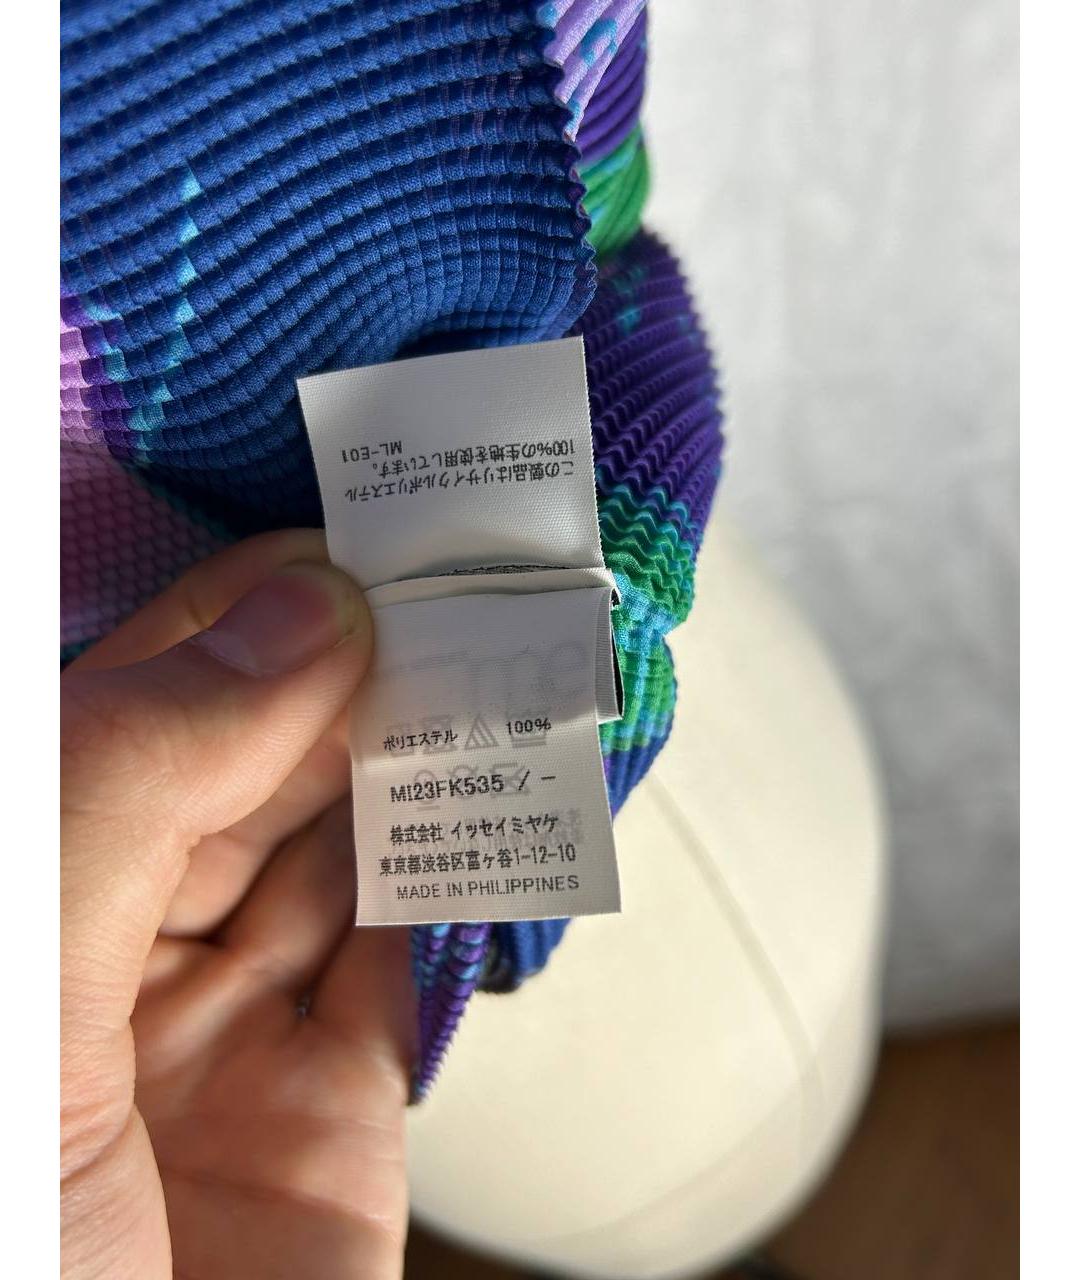 この製品はリサイクルポリエステル
100%の生地を使用しています。
ML-E01
ポリエステル 100%
MI23FK535 / -
株式会社 イッセイミヤケ
東京都渋谷区富ヶ谷1-12-10
MADE IN PHILIPPINES